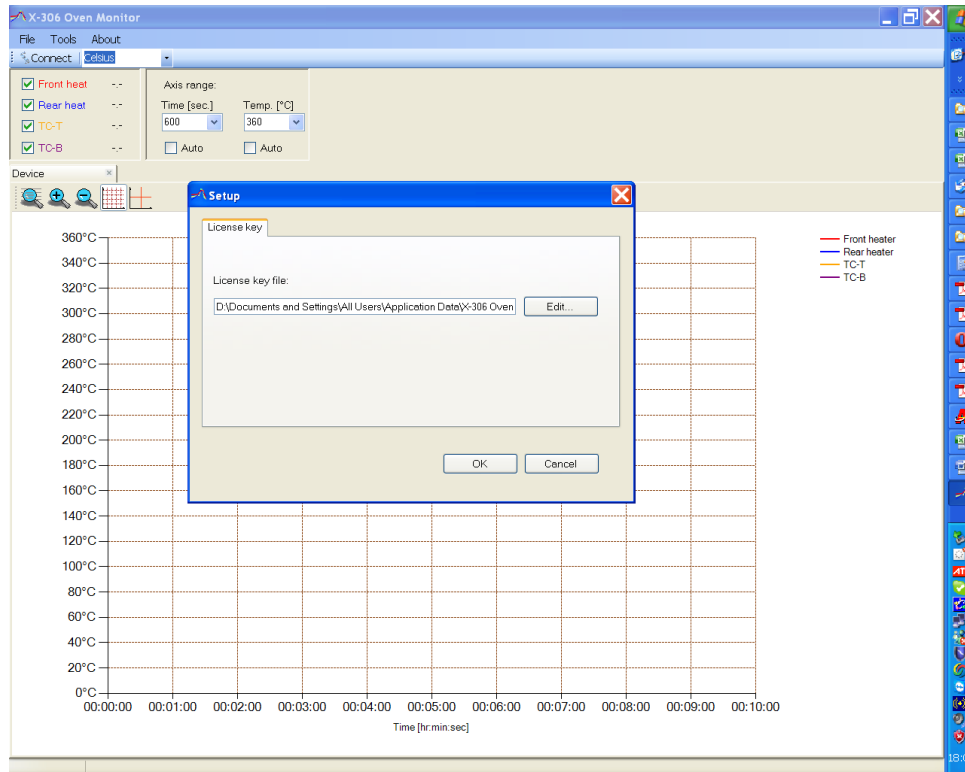 X-306 Oven Monitor
File Tools About
Connect Celsius
Front heat -.-
Rear heat -.-
TC-T -.-
TC-B -.-
Axis range:
Time [sec.] Temp. [°C]
600 360
Auto Auto
Device
Setup
License key
License key file:
D:\Documents and Settings\All Users\Application Data\X-306 Oven
Edit...
OK Cancel
360°C
340°C
320°C
300°C
280°C
260°C
240°C
220°C
200°C
180°C
160°C
140°C
120°C
100°C
80°C
60°C
40°C
20°C
0°C
00:00:00 00:01:00 00:02:00 00:03:00 00:04:00 00:05:00 00:06:00 00:07:00 00:08:00 00:09:00 00:10:00
Time [hr:min:sec]
Front heater
Rear heater
TC-T
TC-B